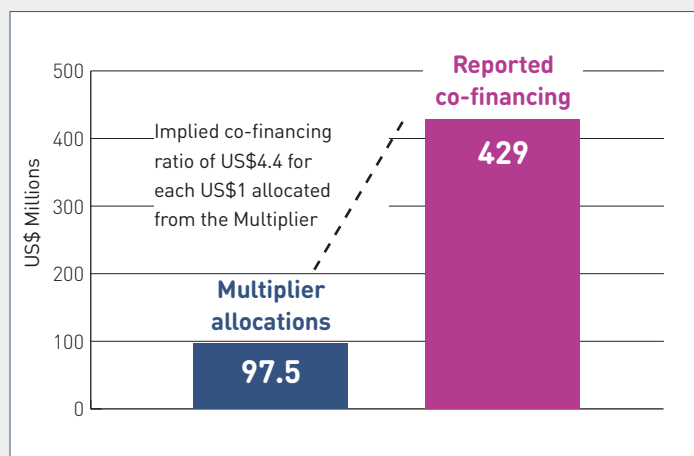 Reported
co-financing
500
400
300
200
100
0
US$ Millions
Implied co-financing
ratio of US$4.4 for
each US$1 allocated
from the Multiplier
429
Multiplier
allocations
97.5